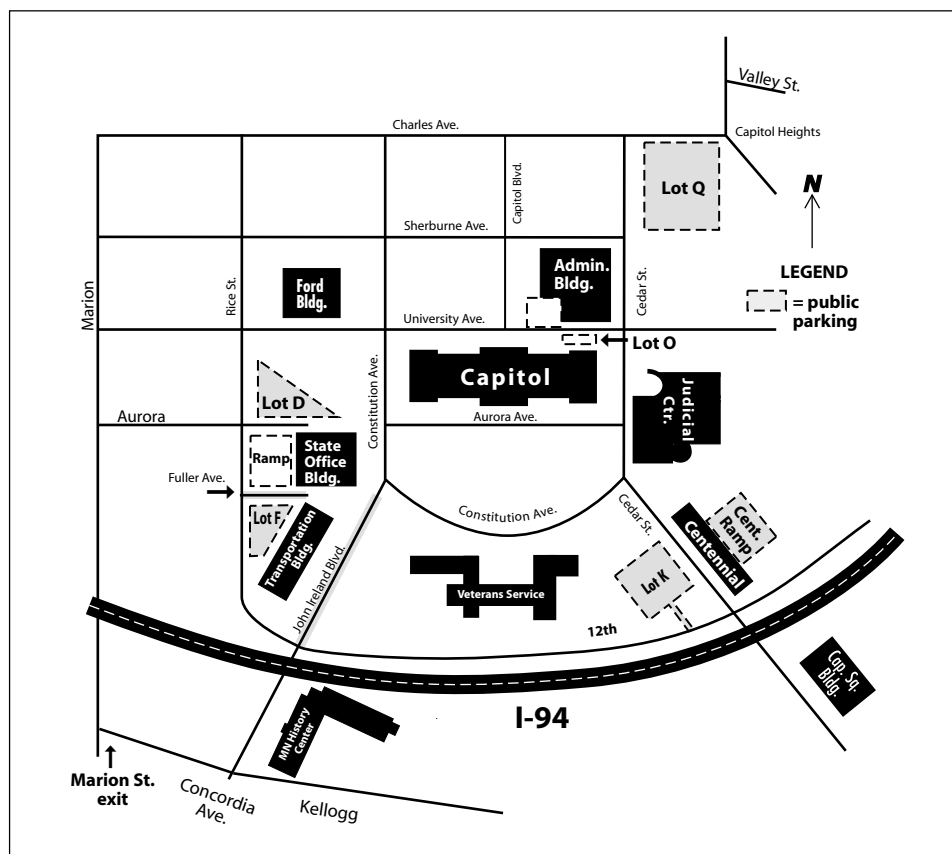 Valley St.
Charles Ave.
Capitol Heights
Capitol Blvd.
Lot Q
N
Sherburne Ave.
Marion
Rice St.
Ford
Bldg.
Admin.
Bldg.
Cedar St.
LEGEND
= public
parking
University Ave.
Lot O
Constitution Ave.
Capitol
Judicial
Ctr.
Lot D
Aurora
Aurora Ave.
Ramp
State
Office
Bldg.
Fuller Ave.
Lot F
Transportation
Bldg.
John Ireland Blvd.
Constitution Ave.
Cedar St.
Centennial
Cent.
Ramp
Lot K
Veterans Service
12th
Cap. Sq.
Bldg.
I-94
MN History
Center
Marion St.
exit
Concordia
Ave.
Kellogg